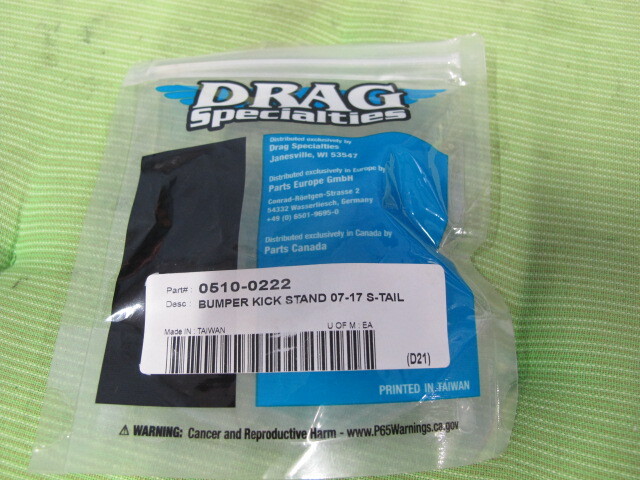 DRAG
Specialties
Distributed exclusively by
Drag Specialties
Janesville, WI 53547
Distributed exclusively in Europe by
Parts Europe GmbH
Conrad-Röntgen-Strasse 2
54332 Wasserliesch, Germany
+49 (0) 6501-9695-0
Distributed exclusively in Canada by
Parts Canada
Part# : 0510-0222
Desc : BUMPER KICK STAND 07-17 S-TAIL
Made IN : TAIWAN U OF M : EA
(D21)
PRINTED IN TAIWAN
⚠ WARNING: Cancer and Reproductive Harm - www.P65Warnings.ca.gov